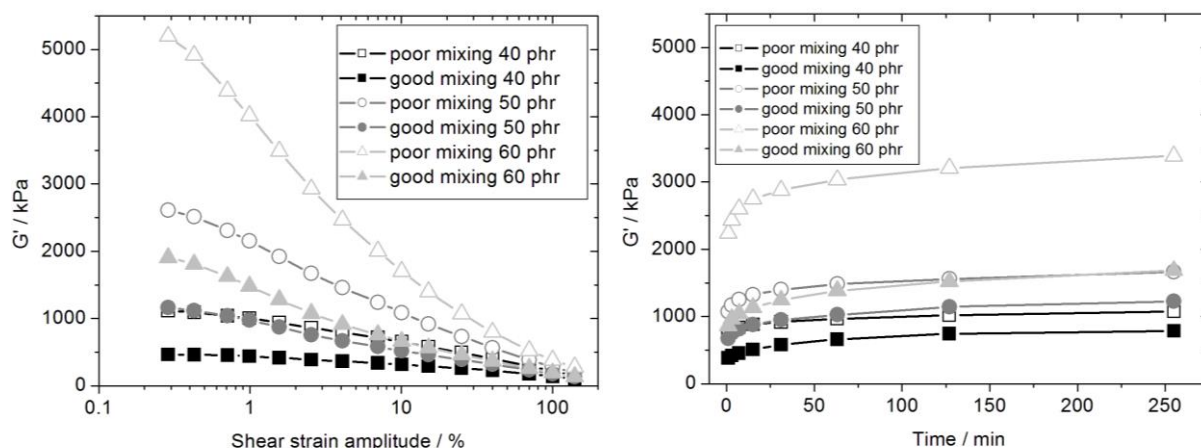 5000
4000
3000
2000
1000
0
G' / kPa
poor mixing 40 phr
good mixing 40 phr
poor mixing 50 phr
good mixing 50 phr
poor mixing 60 phr
good mixing 60 phr
0.1 1 10 100
Shear strain amplitude / %
5000
4000
3000
2000
1000
0
G' / kPa
poor mixing 40 phr
good mixing 40 phr
poor mixing 50 phr
good mixing 50 phr
poor mixing 60 phr
good mixing 60 phr
0 50 100 150 200 250
Time / min